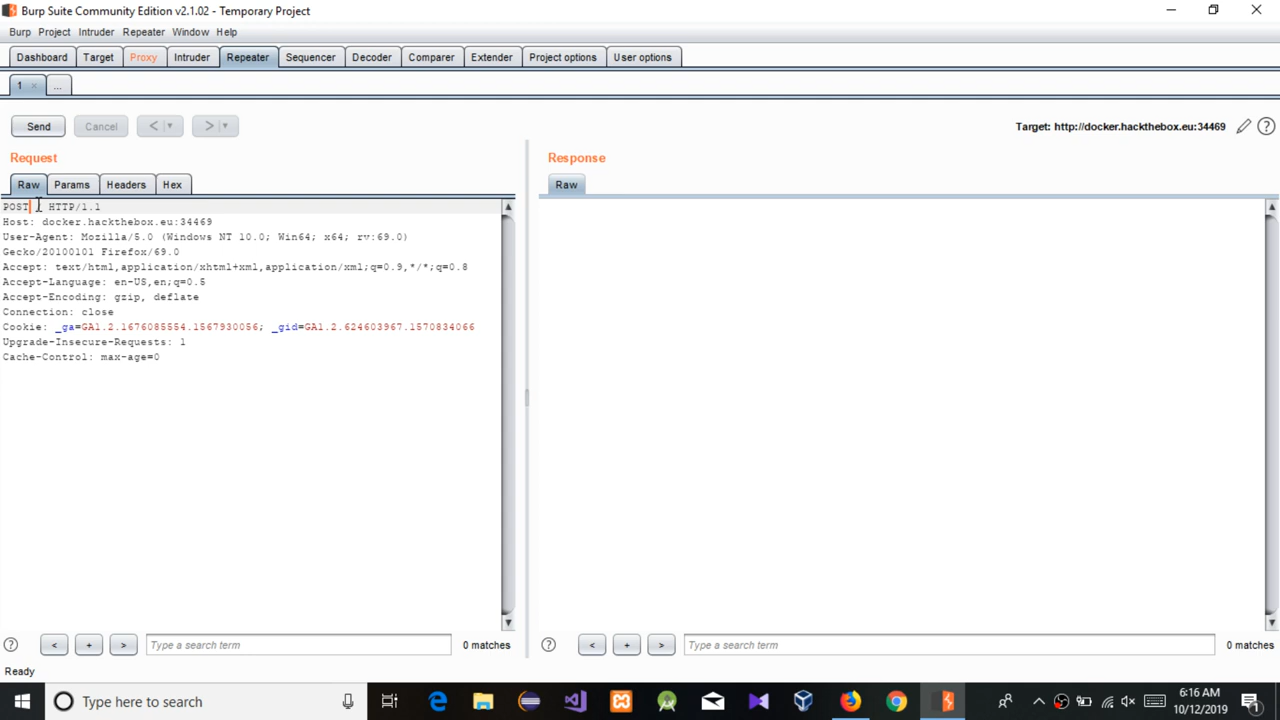 Burp Suite Community Edition v2.1.02 - Temporary Project
Burp Project Intruder Repeater Window Help
Dashboard Target Proxy Intruder Repeater Sequencer Decoder Comparer Extender Project options User options
1 × ...
Send Cancel < > Target: http://docker.hackthebox.eu:34469 ?
Request
Raw Params Headers Hex
POST HTTP/1.1
Host: docker.hackthebox.eu:34469
User-Agent: Mozilla/5.0 (Windows NT 10.0; Win64; x64; rv:69.0)
Gecko/20100101 Firefox/69.0
Accept: text/html,application/xhtml+xml,application/xml;q=0.9,*/*;q=0.8
Accept-Language: en-US,en;q=0.5
Accept-Encoding: gzip, deflate
Connection: close
Cookie: _ga=GA1.2.1676085554.1567930056; _gid=GA1.2.624603967.1570834066
Upgrade-Insecure-Requests: 1
Cache-Control: max-age=0
? < + > Type a search term 0 matches
Response
Raw
? < + > Type a search term 0 matches
Ready
Type here to search
6:16 AM
10/12/2019
1